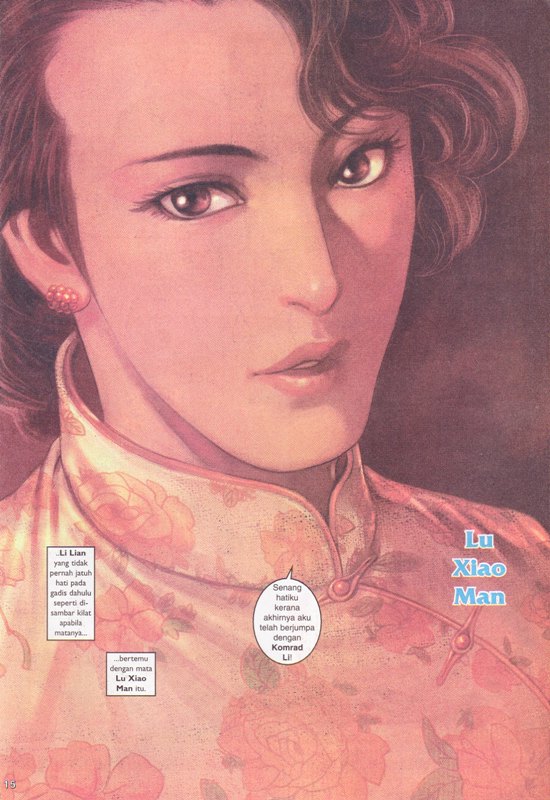 Lu
Xiao
Man
..Li Lian
yang tidak
pernah jatuh
hati pada
gadis dahulu
seperti di-
sambar kilat
apabila
matanya...
Senang
hatiku
kerana
akhirnya aku
telah berjumpa
dengan
Komrad
Li!
...bertemu
dengan mata
Lu Xiao
Man itu.
15